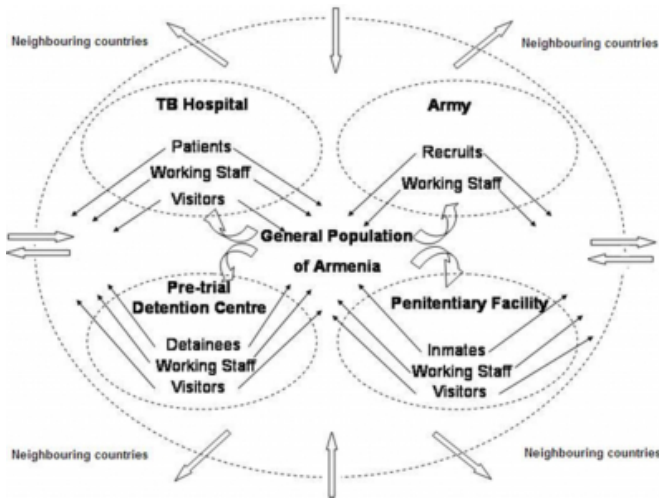 Neighbouring countries
Neighbouring countries
TB Hospital
Army
Patients
Working Staff
Visitors
Recruits
Working Staff
General Population
of Armenia
Pre-trial
Detention Centre
Penitentiary Facility
Detainees
Working Staff
Visitors
Inmates
Working Staff
Visitors
Neighbouring countries
Neighbouring countries